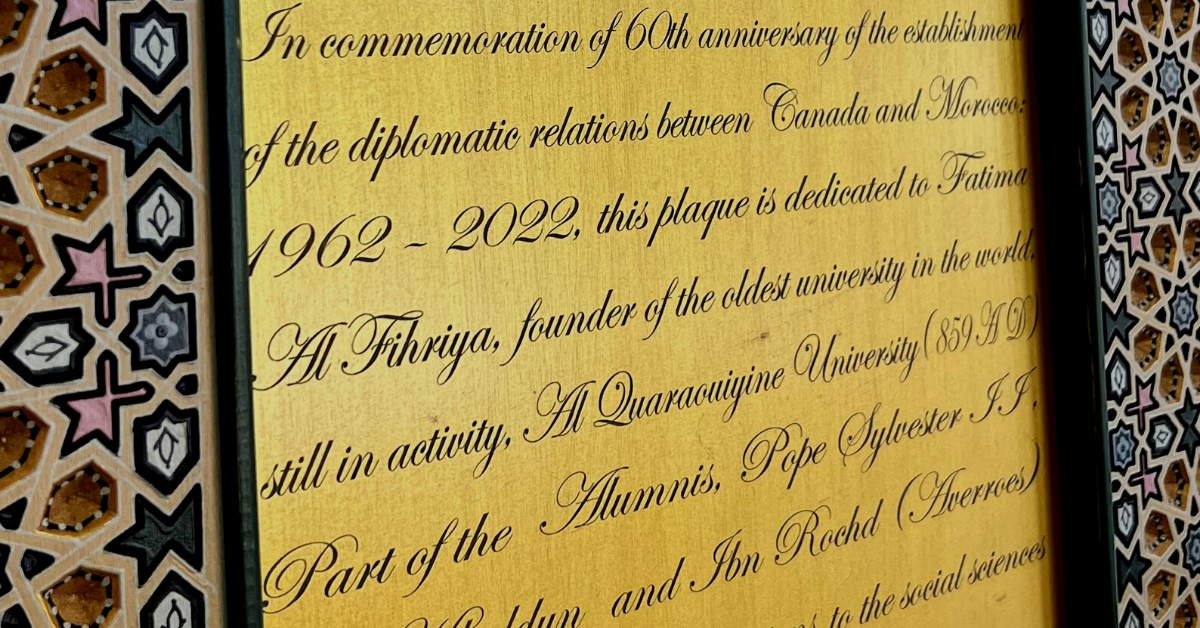 In commemoration of 60th anniversary of the establishment
of the diplomatic relations between Canada and Morocco:
1962 - 2022, this plaque is dedicated to Fatima
Al Fihriya, founder of the oldest university in the world,
still in activity, Al Quaraouiyine University (859 A D)
Part of the Alumnis, Pope Sylvester II,
and Ibn Rochd (Averroes)
to the social sciences